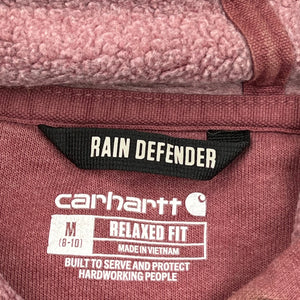 RAIN DEFENDER
carhartt
M
(8-10)
RELAXED FIT
MADE IN VIETNAM
BUILT TO SERVE AND PROTECT
HARDWORKING PEOPLE